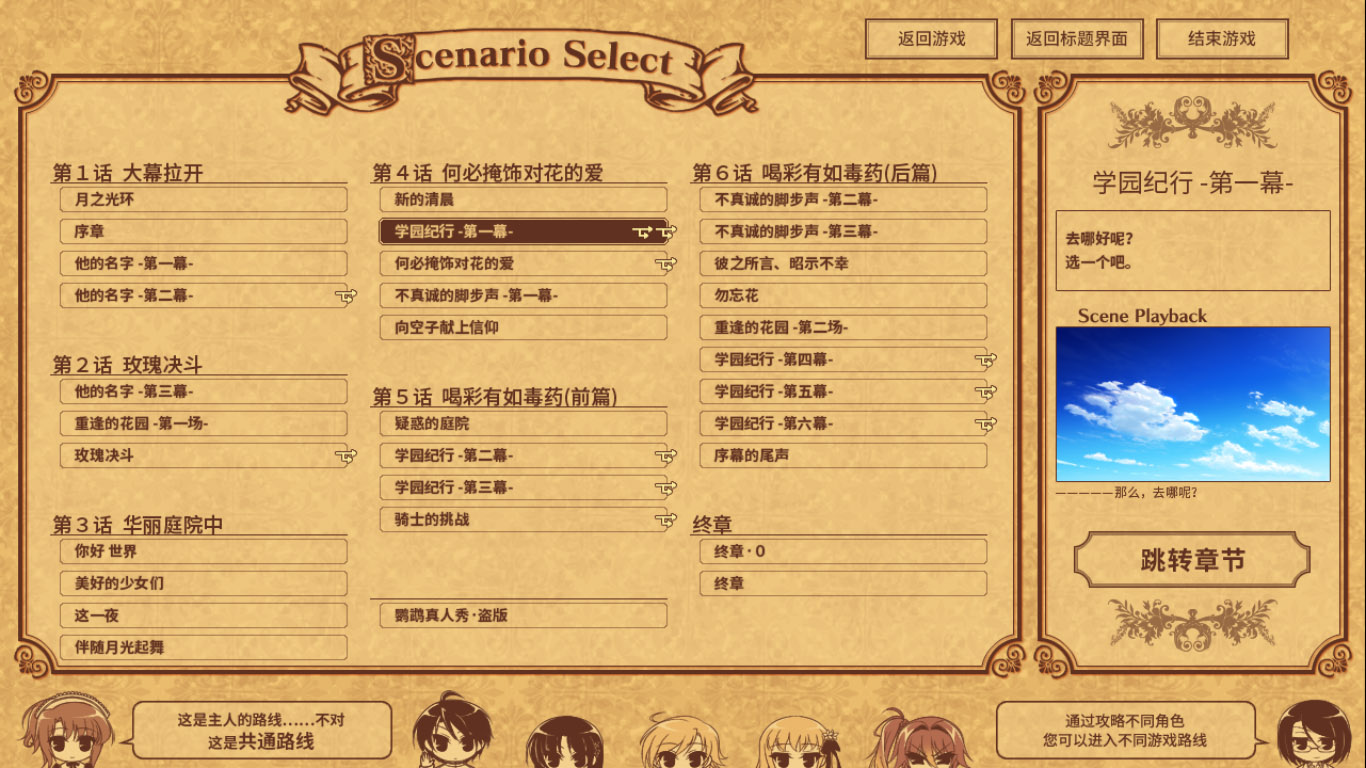 Scenario Select
返回游戏
返回标题界面
结束游戏
第1话 大幕拉开
月之光环
序章
他的名字 -第一幕-
他的名字 -第二幕-
第2话 玫瑰决斗
他的名字 -第三幕-
重逢的花园 -第一场-
玫瑰决斗
第3话 华丽庭院中
你好 世界
美好的少女们
这一夜
伴随月光起舞
第4话 何必掩饰对花的爱
新的清晨
学园纪行 -第一幕-
何必掩饰对花的爱
不真诚的脚步声 -第一幕-
向空子献上信仰
第5话 喝彩有如毒药(前篇)
疑惑的庭院
学园纪行 -第二幕-
学园纪行 -第三幕-
骑士的挑战
鹦鹉真人秀·盗版
第6话 喝彩有如毒药(后篇)
不真诚的脚步声 -第二幕-
不真诚的脚步声 -第三幕-
彼之所言、昭示不幸
勿忘花
重逢的花园 -第二场-
学园纪行 -第四幕-
学园纪行 -第五幕-
学园纪行 -第六幕-
序幕的尾声
终章
终章·0
终章
学园纪行 -第一幕-
去哪好呢？
选一个吧。
Scene Playback
—————那么，去哪呢？
跳转章节
这是主人的路线……不对
这是共通路线
通过攻略不同角色
您可以进入不同游戏路线